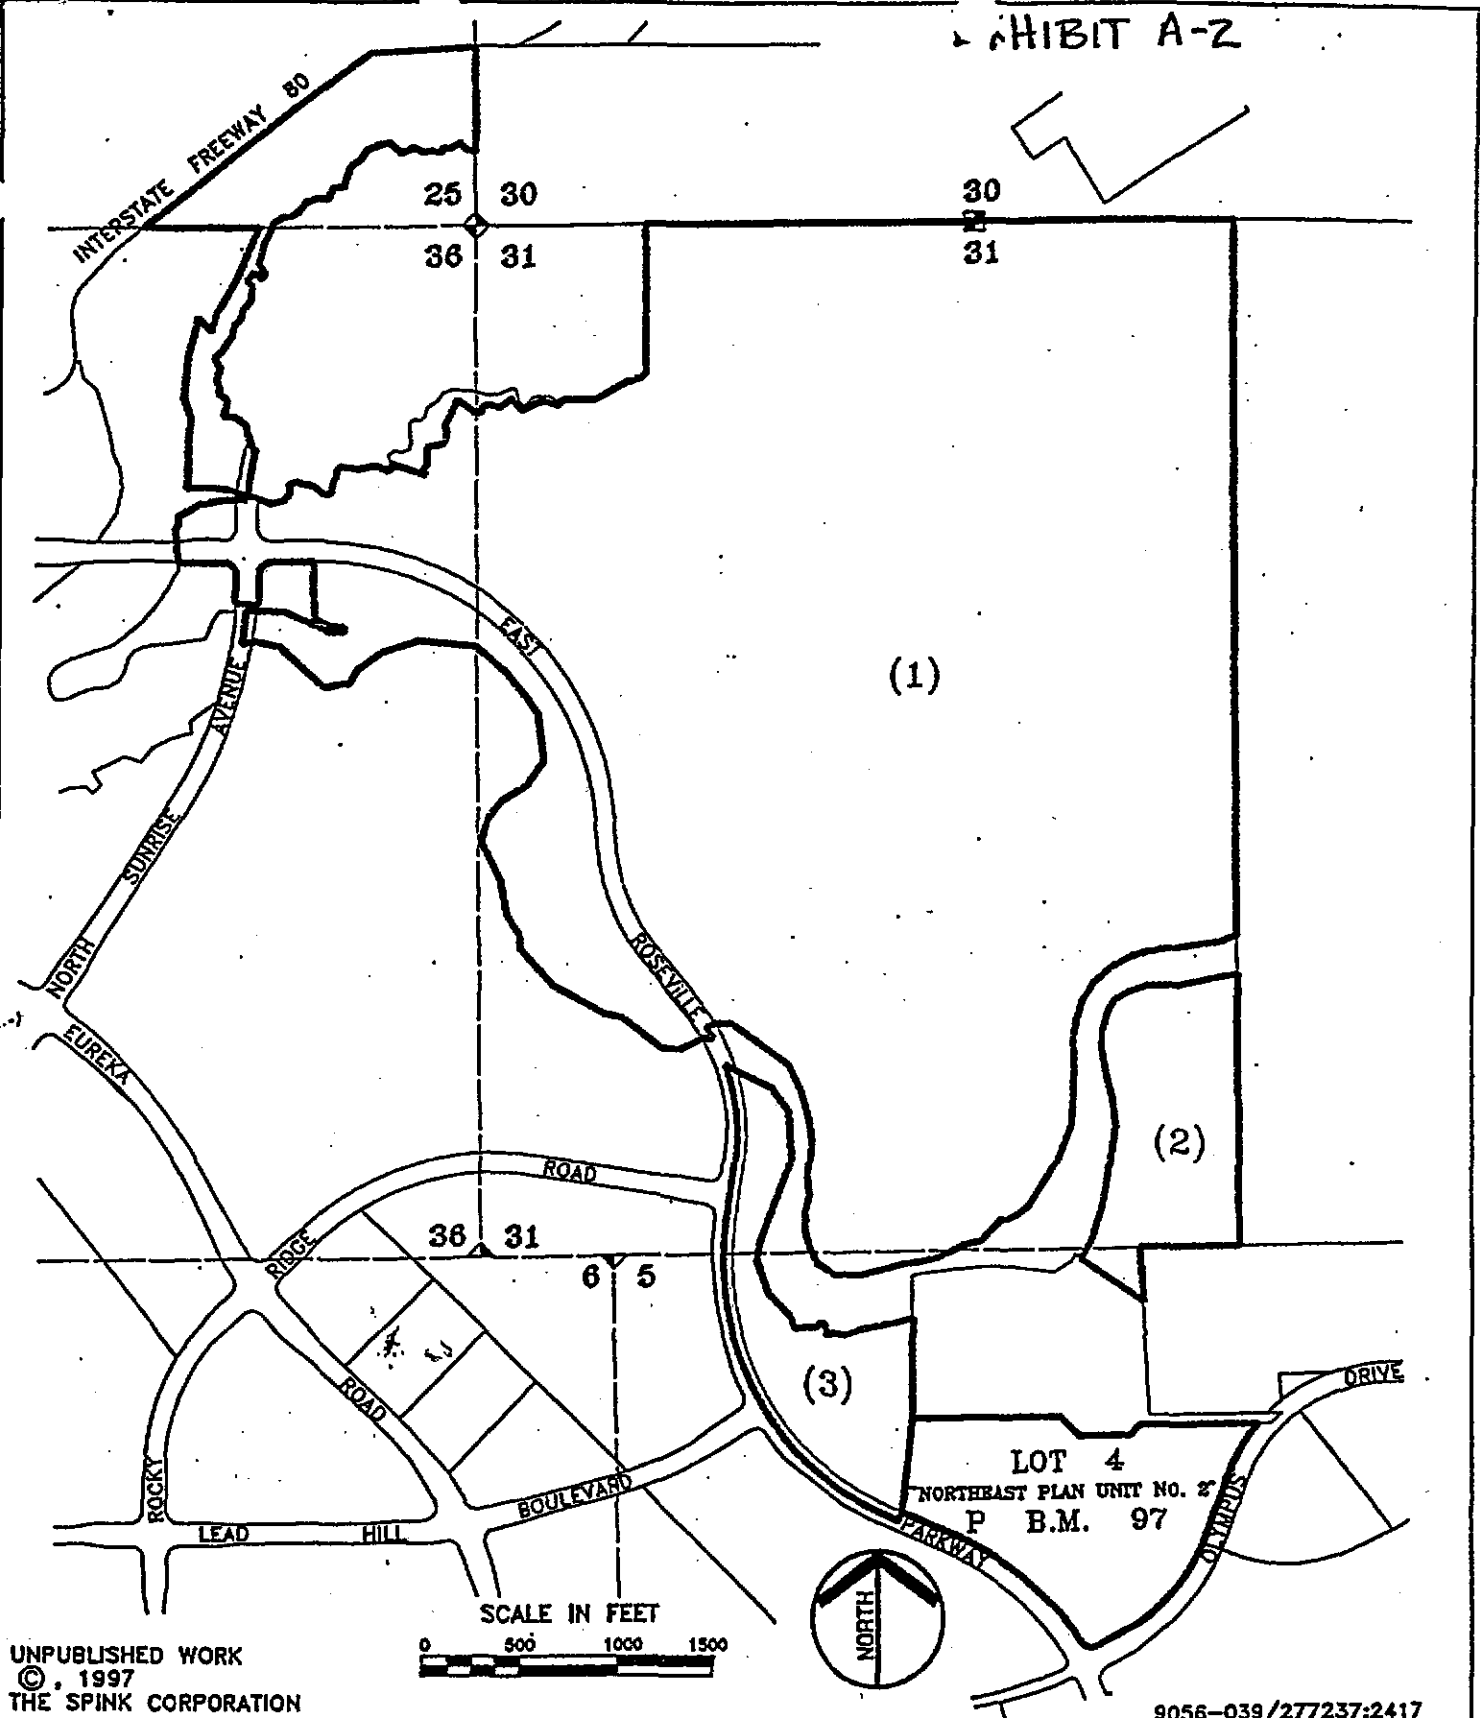 HIBIT A-2
INTERSTATE FREEWAY 80
25 30
36 31
30
31
EAST
(1)
AVENUE
SUNRISE
NORTH
ROSEVILLE
EUREKA
(2)
ROAD
36 31
RIDGE
6 5
(3)
DRIVE
ROAD
LOT 4
NORTHEAST PLAN UNIT NO. 2
P B.M. 97
OLYMPUS
ROCKY
BOULEVARD
LEAD HILL
PARKWAY
SCALE IN FEET
0 500 1000 1500
NORTH
UNPUBLISHED WORK
©, 1997
THE SPINK CORPORATION
9056-039/277237:2417